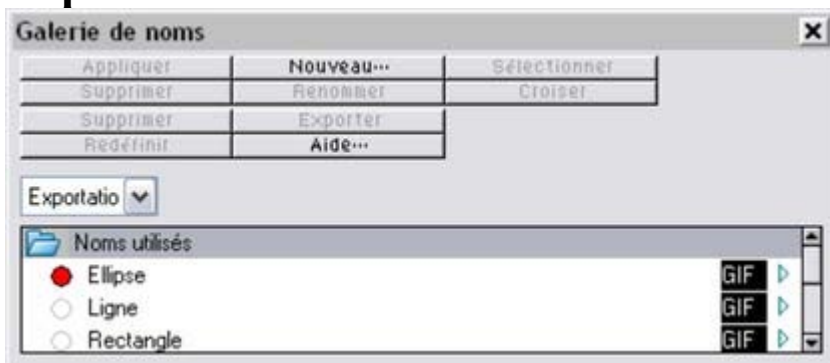 Galerie de noms
Appliquer Nouveau... Sélectionner
Supprimer Renommer Croiser
Supprimer Exporter
Redéfinir Aide...
Exportatio
Noms utilisés
Ellipse GIF
Ligne GIF
Rectangle GIF